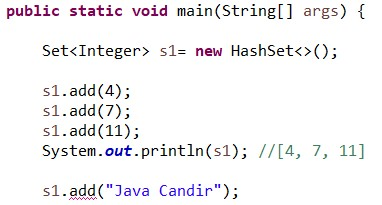 public static void main(String[] args) {
Set<Integer> s1= new HashSet<>();
s1.add(4);
s1.add(7);
s1.add(11);
System.out.println(s1); //[4, 7, 11]
s1.add("Java Candir");